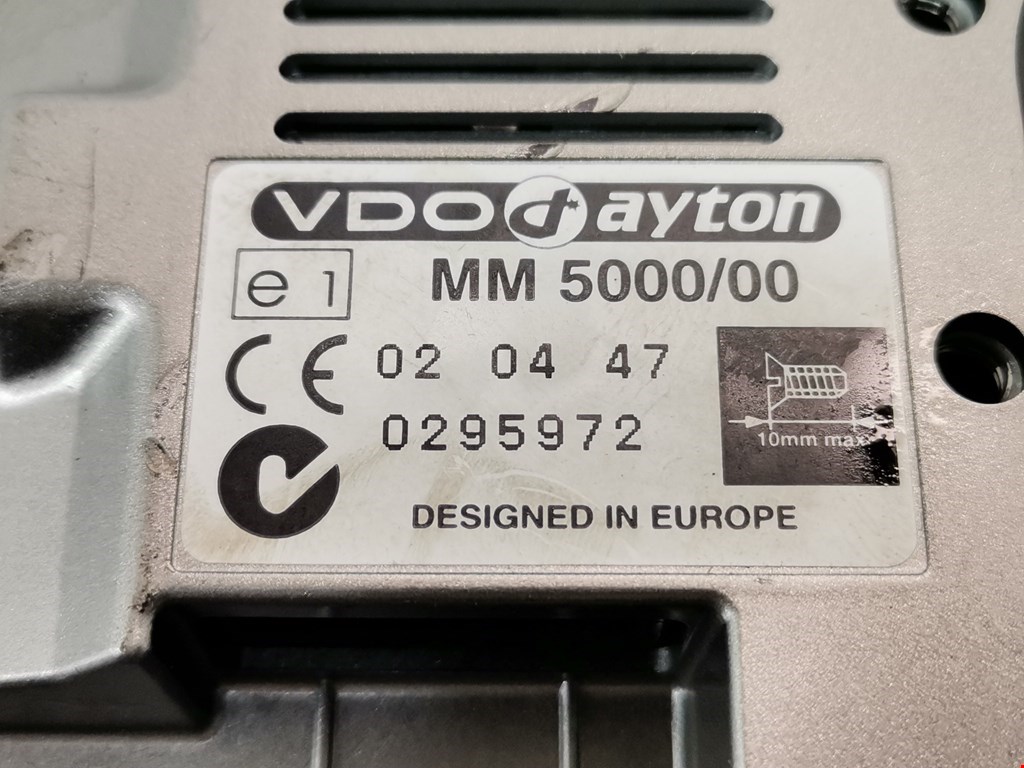 VDO dayton
e 1 MM 5000/00
CE 02 04 47
0295972
10mm max
DESIGNED IN EUROPE